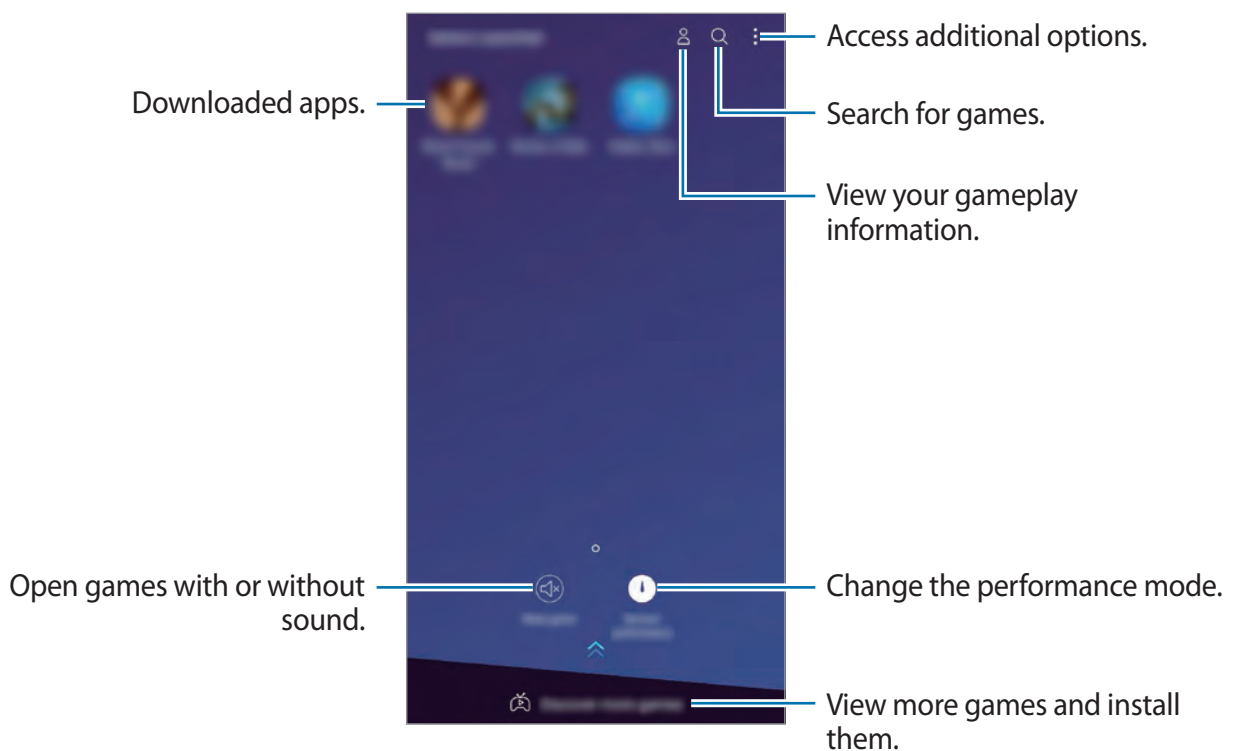 Access additional options.
Downloaded apps.
Search for games.
View your gameplay
information.
Open games with or without
sound.
Change the performance mode.
View more games and install
them.